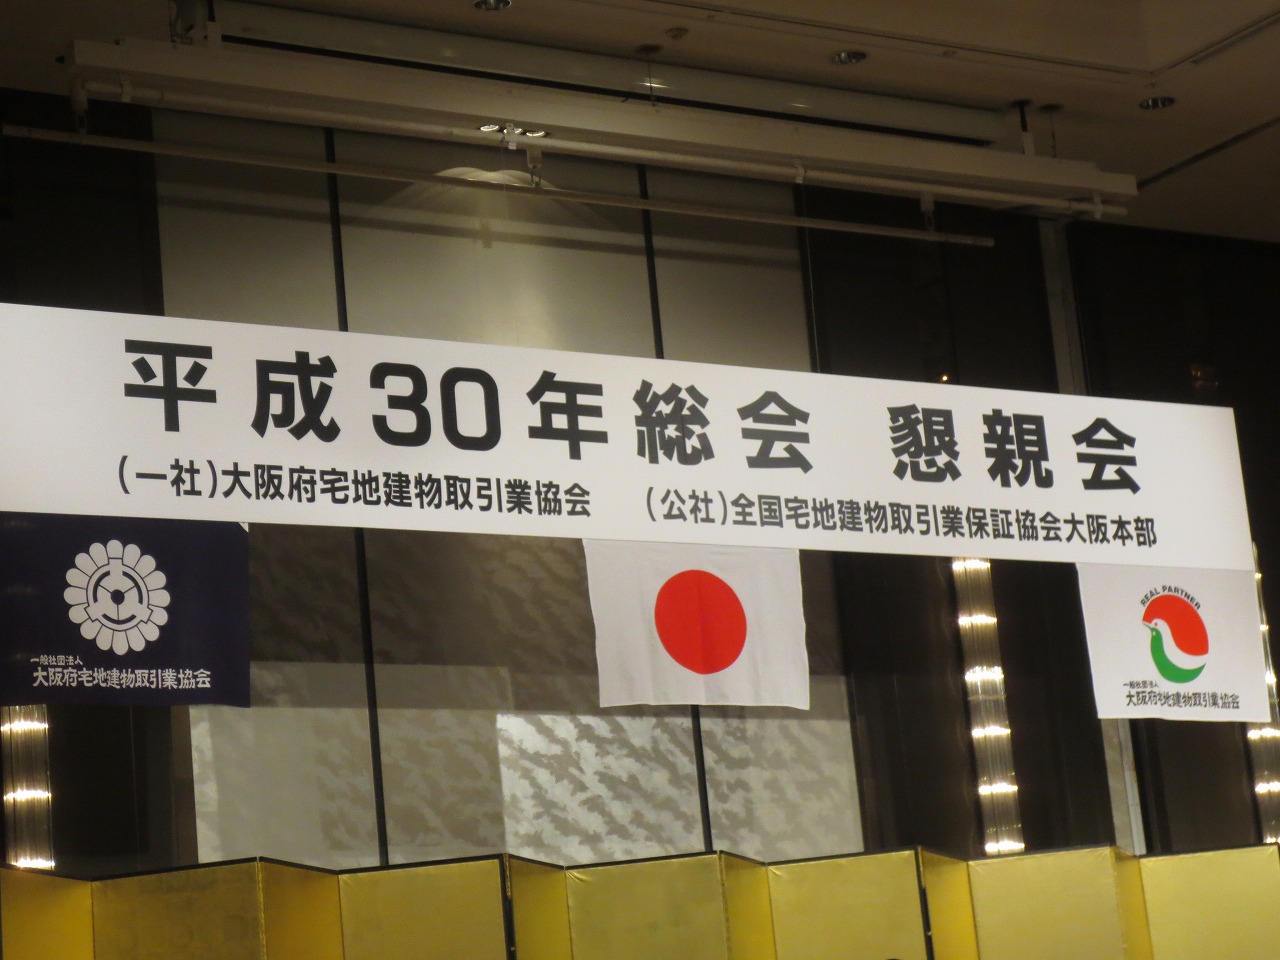 平成30年総会 懇親会
(一社)大阪府宅地建物取引業協会 (公社)全国宅地建物取引業保証協会大阪本部
一般社団法人
大阪府宅地建物取引業協会
REAL PARTNER
一般社団法人
大阪府宅地建物取引業協会